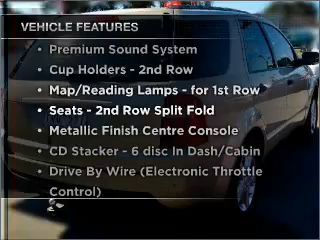 VEHICLE FEATURES
• Premium Sound System
• Cup Holders - 2nd Row
• Map/Reading Lamps - for 1st Row
• Seats - 2nd Row Split Fold
• Metallic Finish Centre Console
• CD Stacker - 6 disc In Dash/Cabin
• Drive By Wire (Electronic Throttle
Control)